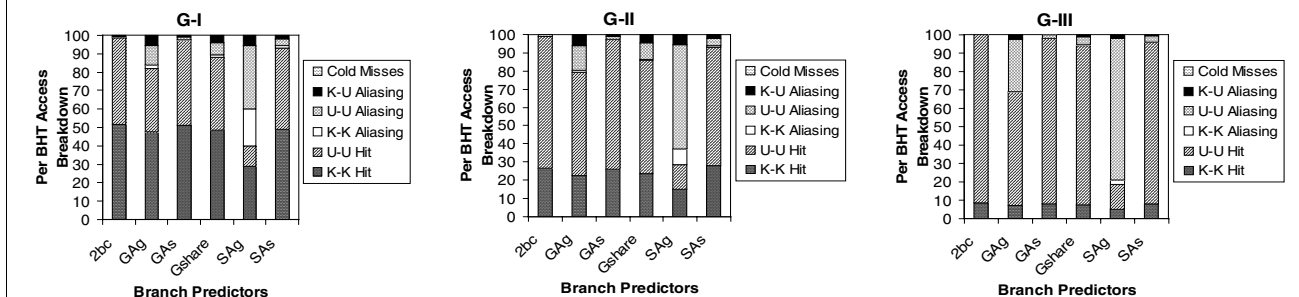 G-I
Per BHT Access
Breakdown
100
90
80
70
60
50
40
30
20
10
0
2bc
GAg
GAs
Gshare
SAg
SAs
Branch Predictors
Cold Misses
K-U Aliasing
U-U Aliasing
K-K Aliasing
U-U Hit
K-K Hit
G-II
Per BHT Access
Breakdown
100
90
80
70
60
50
40
30
20
10
0
2bc
GAg
GAs
Gshare
SAg
SAs
Branch Predictors
Cold Misses
K-U Aliasing
U-U Aliasing
K-K Aliasing
U-U Hit
K-K Hit
G-III
Per BHT Access
Breakdown
100
90
80
70
60
50
40
30
20
10
0
2bc
GAg
GAs
Gshare
SAg
SAs
Branch Predictors
Cold Misses
K-U Aliasing
U-U Aliasing
K-K Aliasing
U-U Hit
K-K Hit